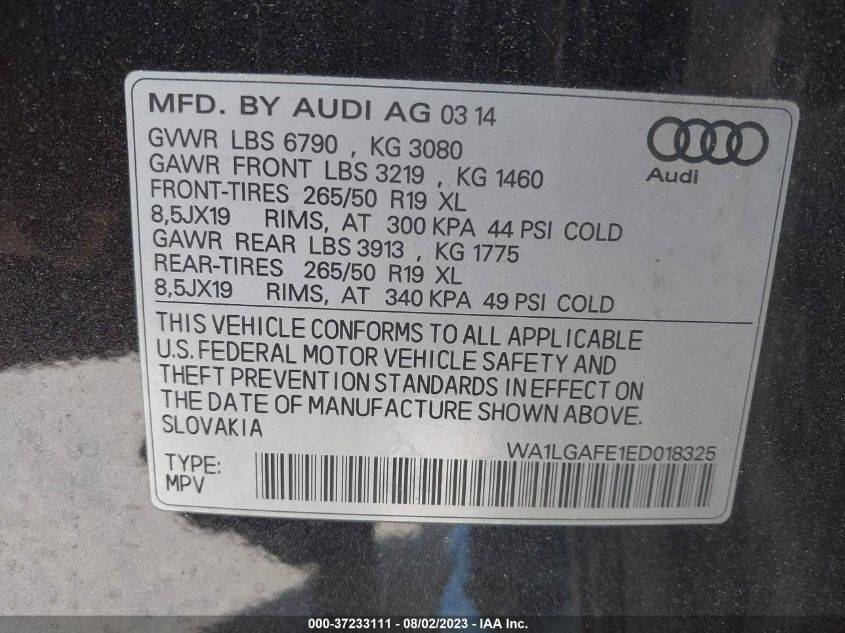 MFD. BY AUDI AG 03 14
GVWR LBS 6790 , KG 3080
GAWR FRONT LBS 3219 , KG 1460
FRONT-TIRES 265/50 R19 XL
8,5JX19 RIMS, AT 300 KPA 44 PSI COLD
GAWR REAR LBS 3913 , KG 1775
REAR-TIRES 265/50 R19 XL
8,5JX19 RIMS, AT 340 KPA 49 PSI COLD
Audi
THIS VEHICLE CONFORMS TO ALL APPLICABLE
U.S. FEDERAL MOTOR VEHICLE SAFETY AND
THEFT PREVENTION STANDARDS IN EFFECT ON
THE DATE OF MANUFACTURE SHOWN ABOVE.
SLOVAKIA
WA1LGAFE1ED018325
TYPE:
MPV
000-37233111 - 08/02/2023 - IAA Inc.